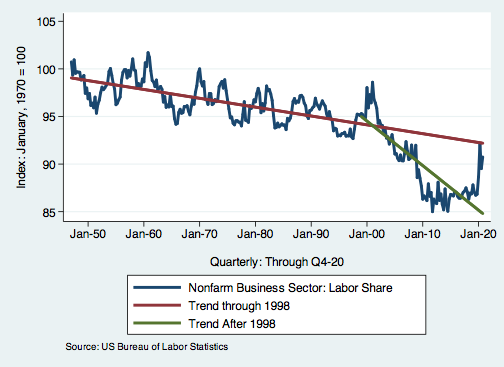 Index: January, 1970 = 100
105
100
95
90
85
Jan-50 Jan-60 Jan-70 Jan-80 Jan-90 Jan-00 Jan-10 Jan-20
Quarterly: Through Q4-20
Nonfarm Business Sector: Labor Share
Trend through 1998
Trend After 1998
Source: US Bureau of Labor Statistics